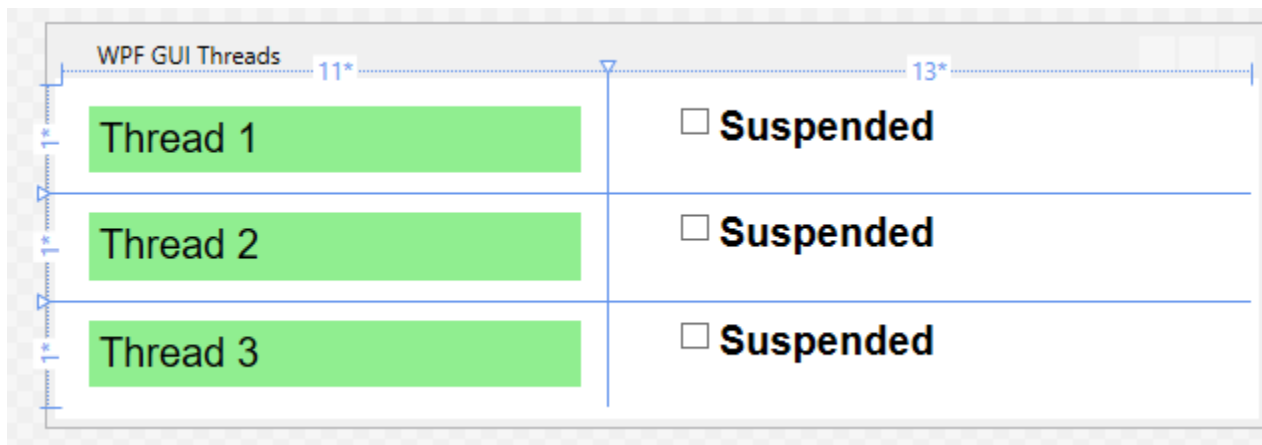 WPF GUI Threads
11* 13*
1* Thread 1 Suspended
1* Thread 2 Suspended
1* Thread 3 Suspended